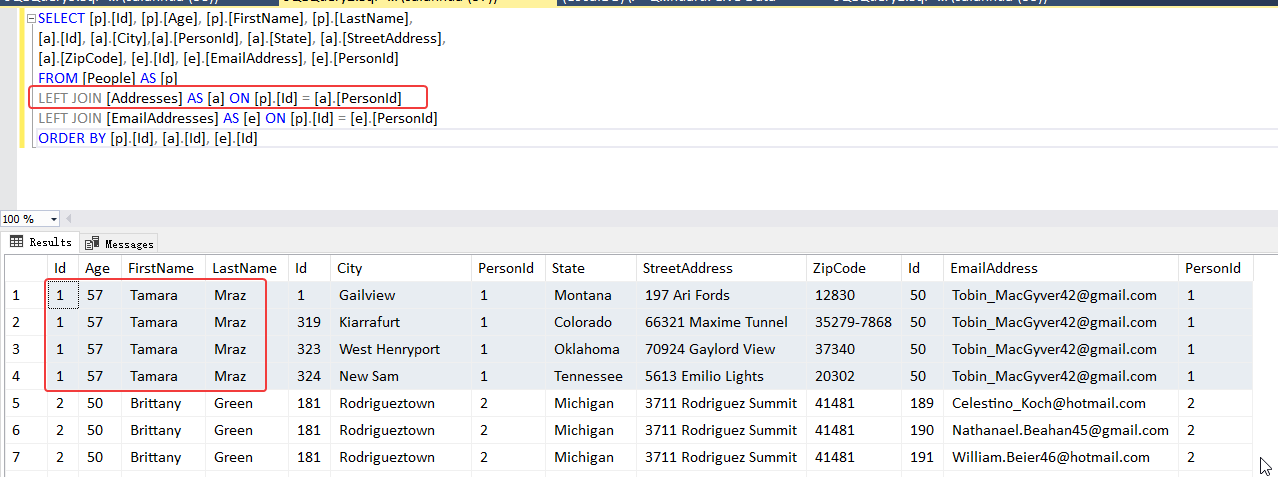 SELECT [p].[Id], [p].[Age], [p].[FirstName], [p].[LastName],
[a].[Id], [a].[City],[a].[PersonId], [a].[State], [a].[StreetAddress],
[a].[ZipCode], [e].[Id], [e].[EmailAddress], [e].[PersonId]
FROM [People] AS [p]
LEFT JOIN [Addresses] AS [a] ON [p].[Id] = [a].[PersonId]
LEFT JOIN [EmailAddresses] AS [e] ON [p].[Id] = [e].[PersonId]
ORDER BY [p].[Id], [a].[Id], [e].[Id]
100 %
Results Messages
Id Age FirstName LastName Id City PersonId State StreetAddress ZipCode Id EmailAddress PersonId
1 1 57 Tamara Mraz 1 Gailview 1 Montana 197 Ari Fords 12830 50 Tobin_MacGyver42@gmail.com 1
2 1 57 Tamara Mraz 319 Kiarrafurt 1 Colorado 66321 Maxime Tunnel 35279-7868 50 Tobin_MacGyver42@gmail.com 1
3 1 57 Tamara Mraz 323 West Henryport 1 Oklahoma 70924 Gaylord View 37340 50 Tobin_MacGyver42@gmail.com 1
4 1 57 Tamara Mraz 324 New Sam 1 Tennessee 5613 Emilio Lights 20302 50 Tobin_MacGyver42@gmail.com 1
5 2 50 Brittany Green 181 Rodrigueztown 2 Michigan 3711 Rodriguez Summit 41481 189 Celestino_Koch@hotmail.com 2
6 2 50 Brittany Green 181 Rodrigueztown 2 Michigan 3711 Rodriguez Summit 41481 190 Nathanael.Beahan45@gmail.com 2
7 2 50 Brittany Green 181 Rodrigueztown 2 Michigan 3711 Rodriguez Summit 41481 191 William.Beier46@hotmail.com 2